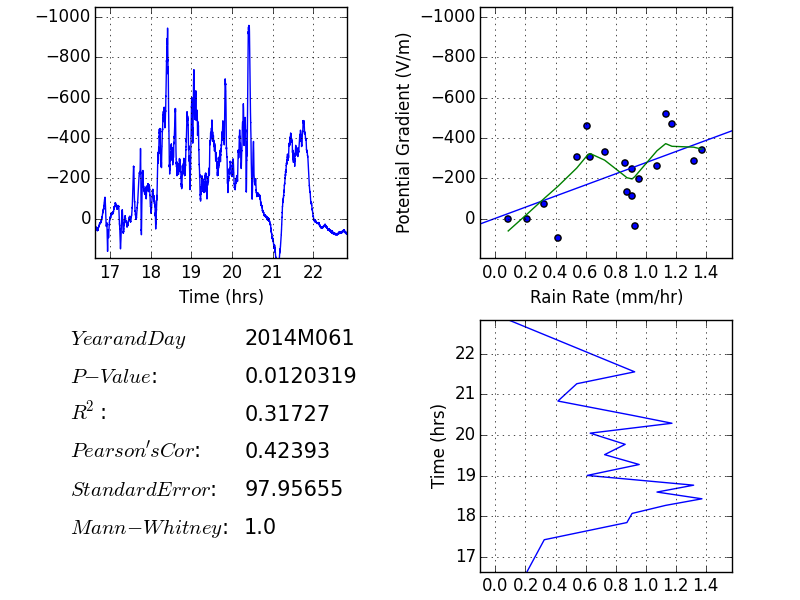 −1000
−800
−600
−400
−200
0
17 18 19 20 21 22
Time (hrs)
Potential Gradient (V/m)
−1000
−800
−600
−400
−200
0
0.0 0.2 0.4 0.6 0.8 1.0 1.2 1.4
Rain Rate (mm/hr)
YearandDay 2014M061
P−Value: 0.0120319
R²: 0.31727
Pearson'sCor: 0.42393
StandardError: 97.95655
Mann−Whitney: 1.0
Time (hrs)
22
21
20
19
18
17
0.0 0.2 0.4 0.6 0.8 1.0 1.2 1.4